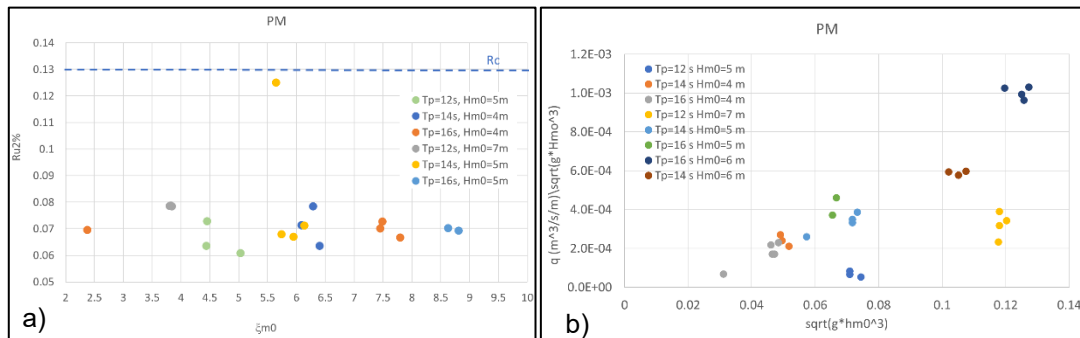 PM
0.14
0.13
0.12
0.11
0.10
0.09
0.08
0.07
0.06
0.05
Ru2%
Rc
Tp=12s, Hm0=5m
Tp=14s, Hm0=4m
Tp=16s, Hm0=4m
Tp=12s, Hm0=7m
Tp=14s, Hm0=5m
Tp=16s, Hm0=5m
2 2.5 3 3.5 4 4.5 5 5.5 6 6.5 7 7.5 8 8.5 9 9.5 10
ξm0
a)
PM
1.2E-03
1.0E-03
8.0E-04
6.0E-04
4.0E-04
2.0E-04
0.0E+00
q (m^3/s/m)\sqrt(g*Hmo^3)
Tp=12 s Hm0=5 m
Tp=14 s Hm0=4 m
Tp=16 s Hm0=4 m
Tp=12 s Hm0=7 m
Tp=14 s Hm0=5 m
Tp=16 s Hm0=5 m
Tp=16 s Hm0=6 m
Tp=14 s Hm0=6 m
0 0.02 0.04 0.06 0.08 0.1 0.12 0.14
sqrt(g*hm0^3)
b)